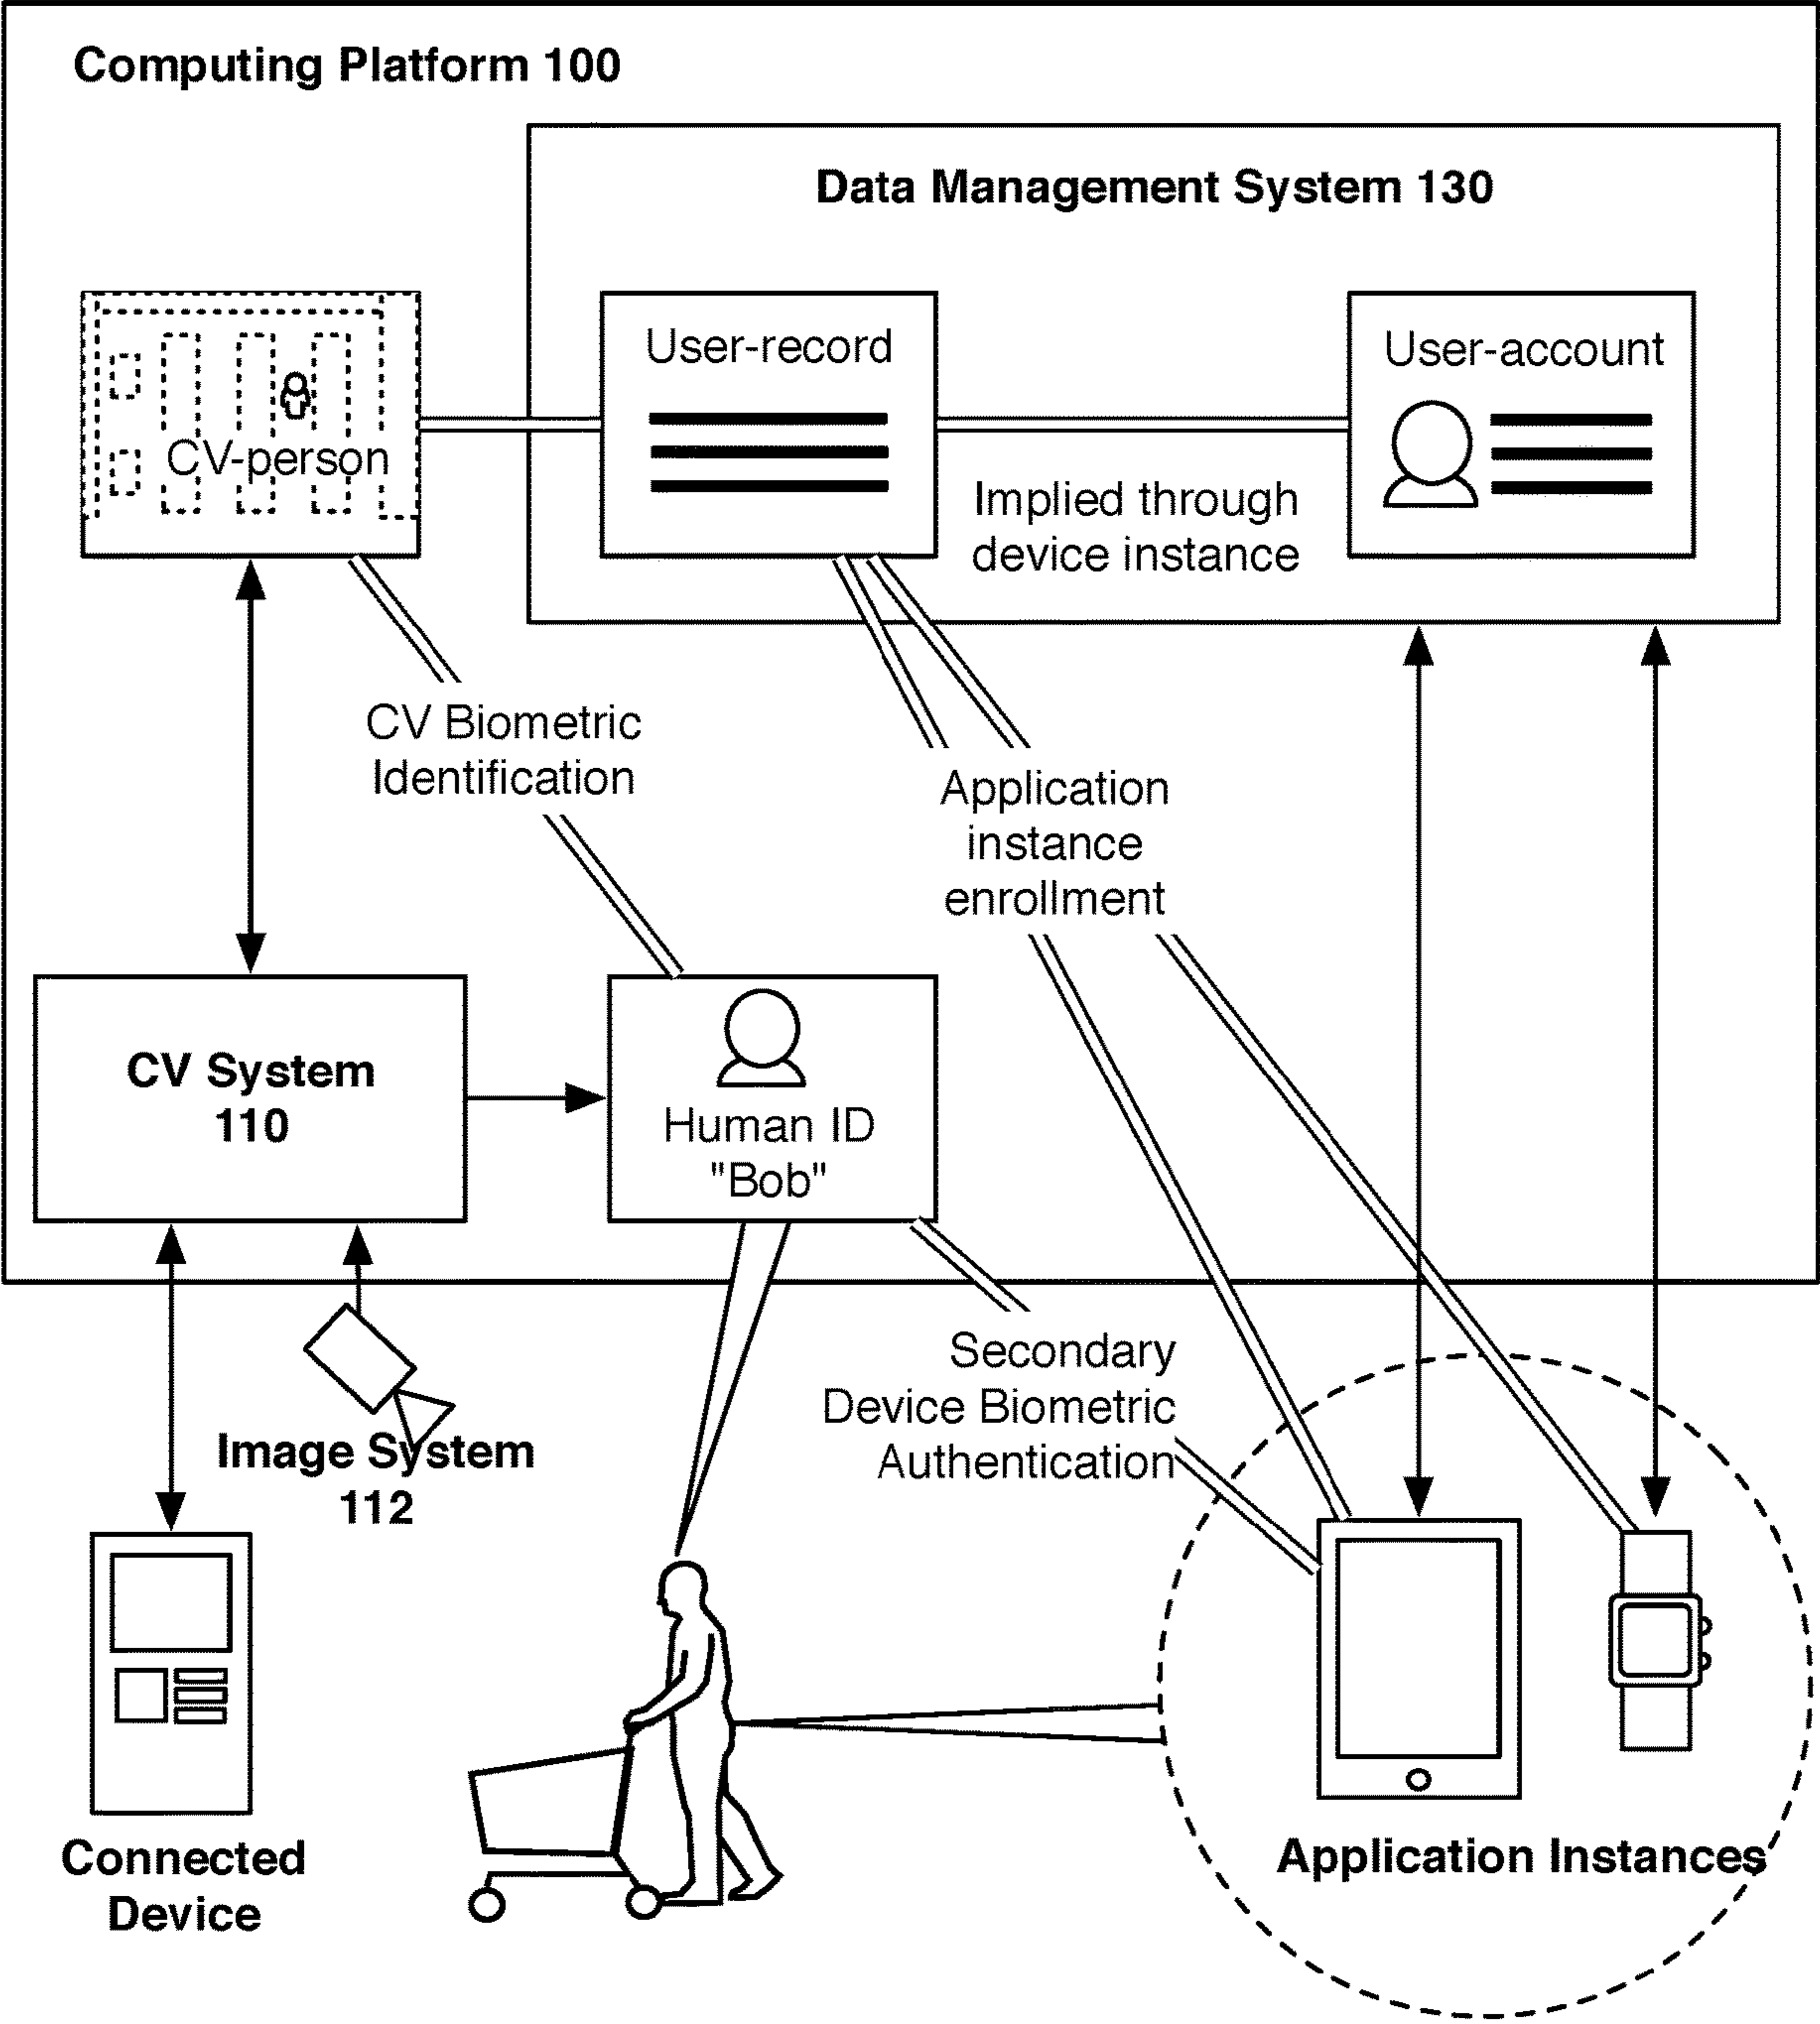 Computing Platform 100
Data Management System 130
User-record
User-account
CV-person
Implied through
device instance
CV Biometric
Identification
Application
instance
enrollment
CV System
110
Human ID
"Bob"
Secondary
Device Biometric
Authentication
Image System
112
Connected
Device
Application Instances